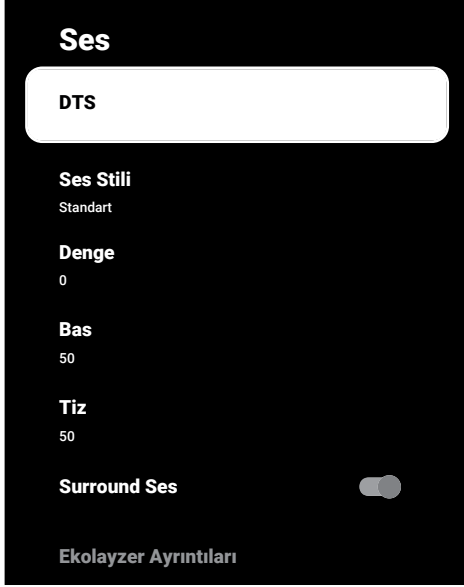 Ses
DTS
Ses Stili
Standart
Denge
0
Bas
50
Tiz
50
Surround Ses
Ekolayzer Ayrıntıları